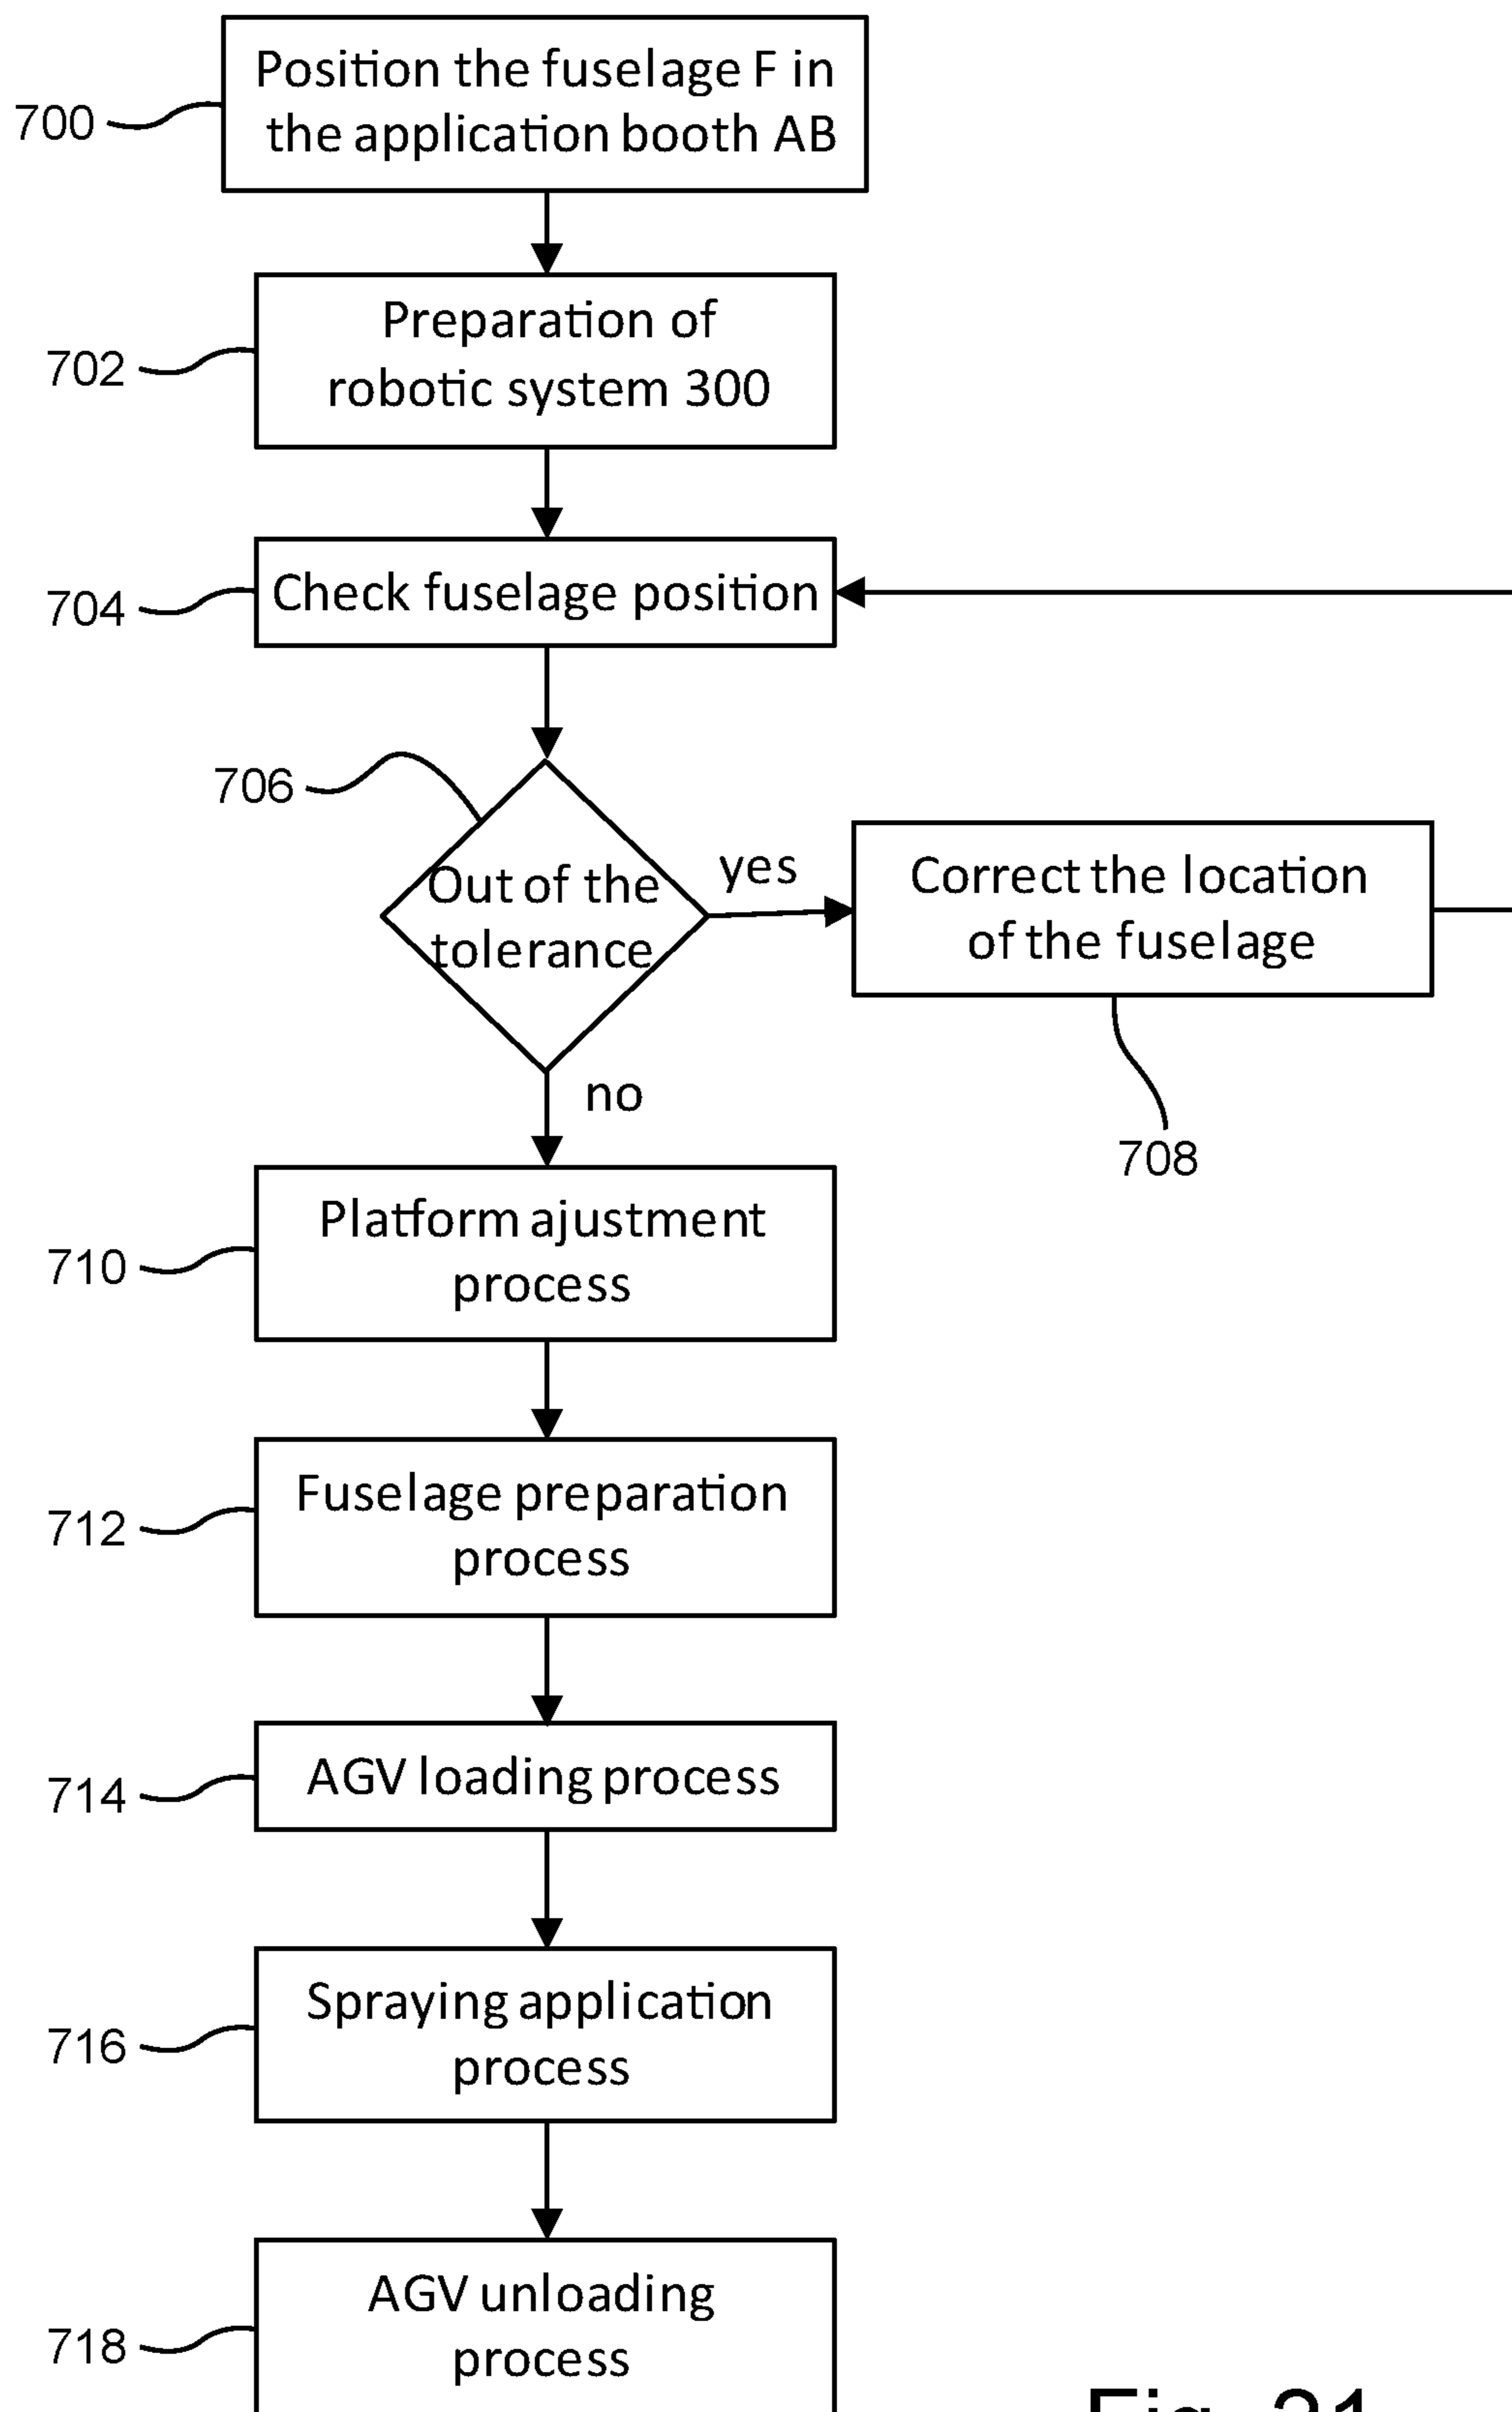 Position the fuselage F in
the application booth AB
700
Preparation of
robotic system 300
702
Check fuselage position
704
706
Out of the
tolerance
yes
Correct the location
of the fuselage
708
no
Platform ajustment
process
710
Fuselage preparation
process
712
AGV loading process
714
Spraying application
process
716
AGV unloading
process
718
Fig. 21